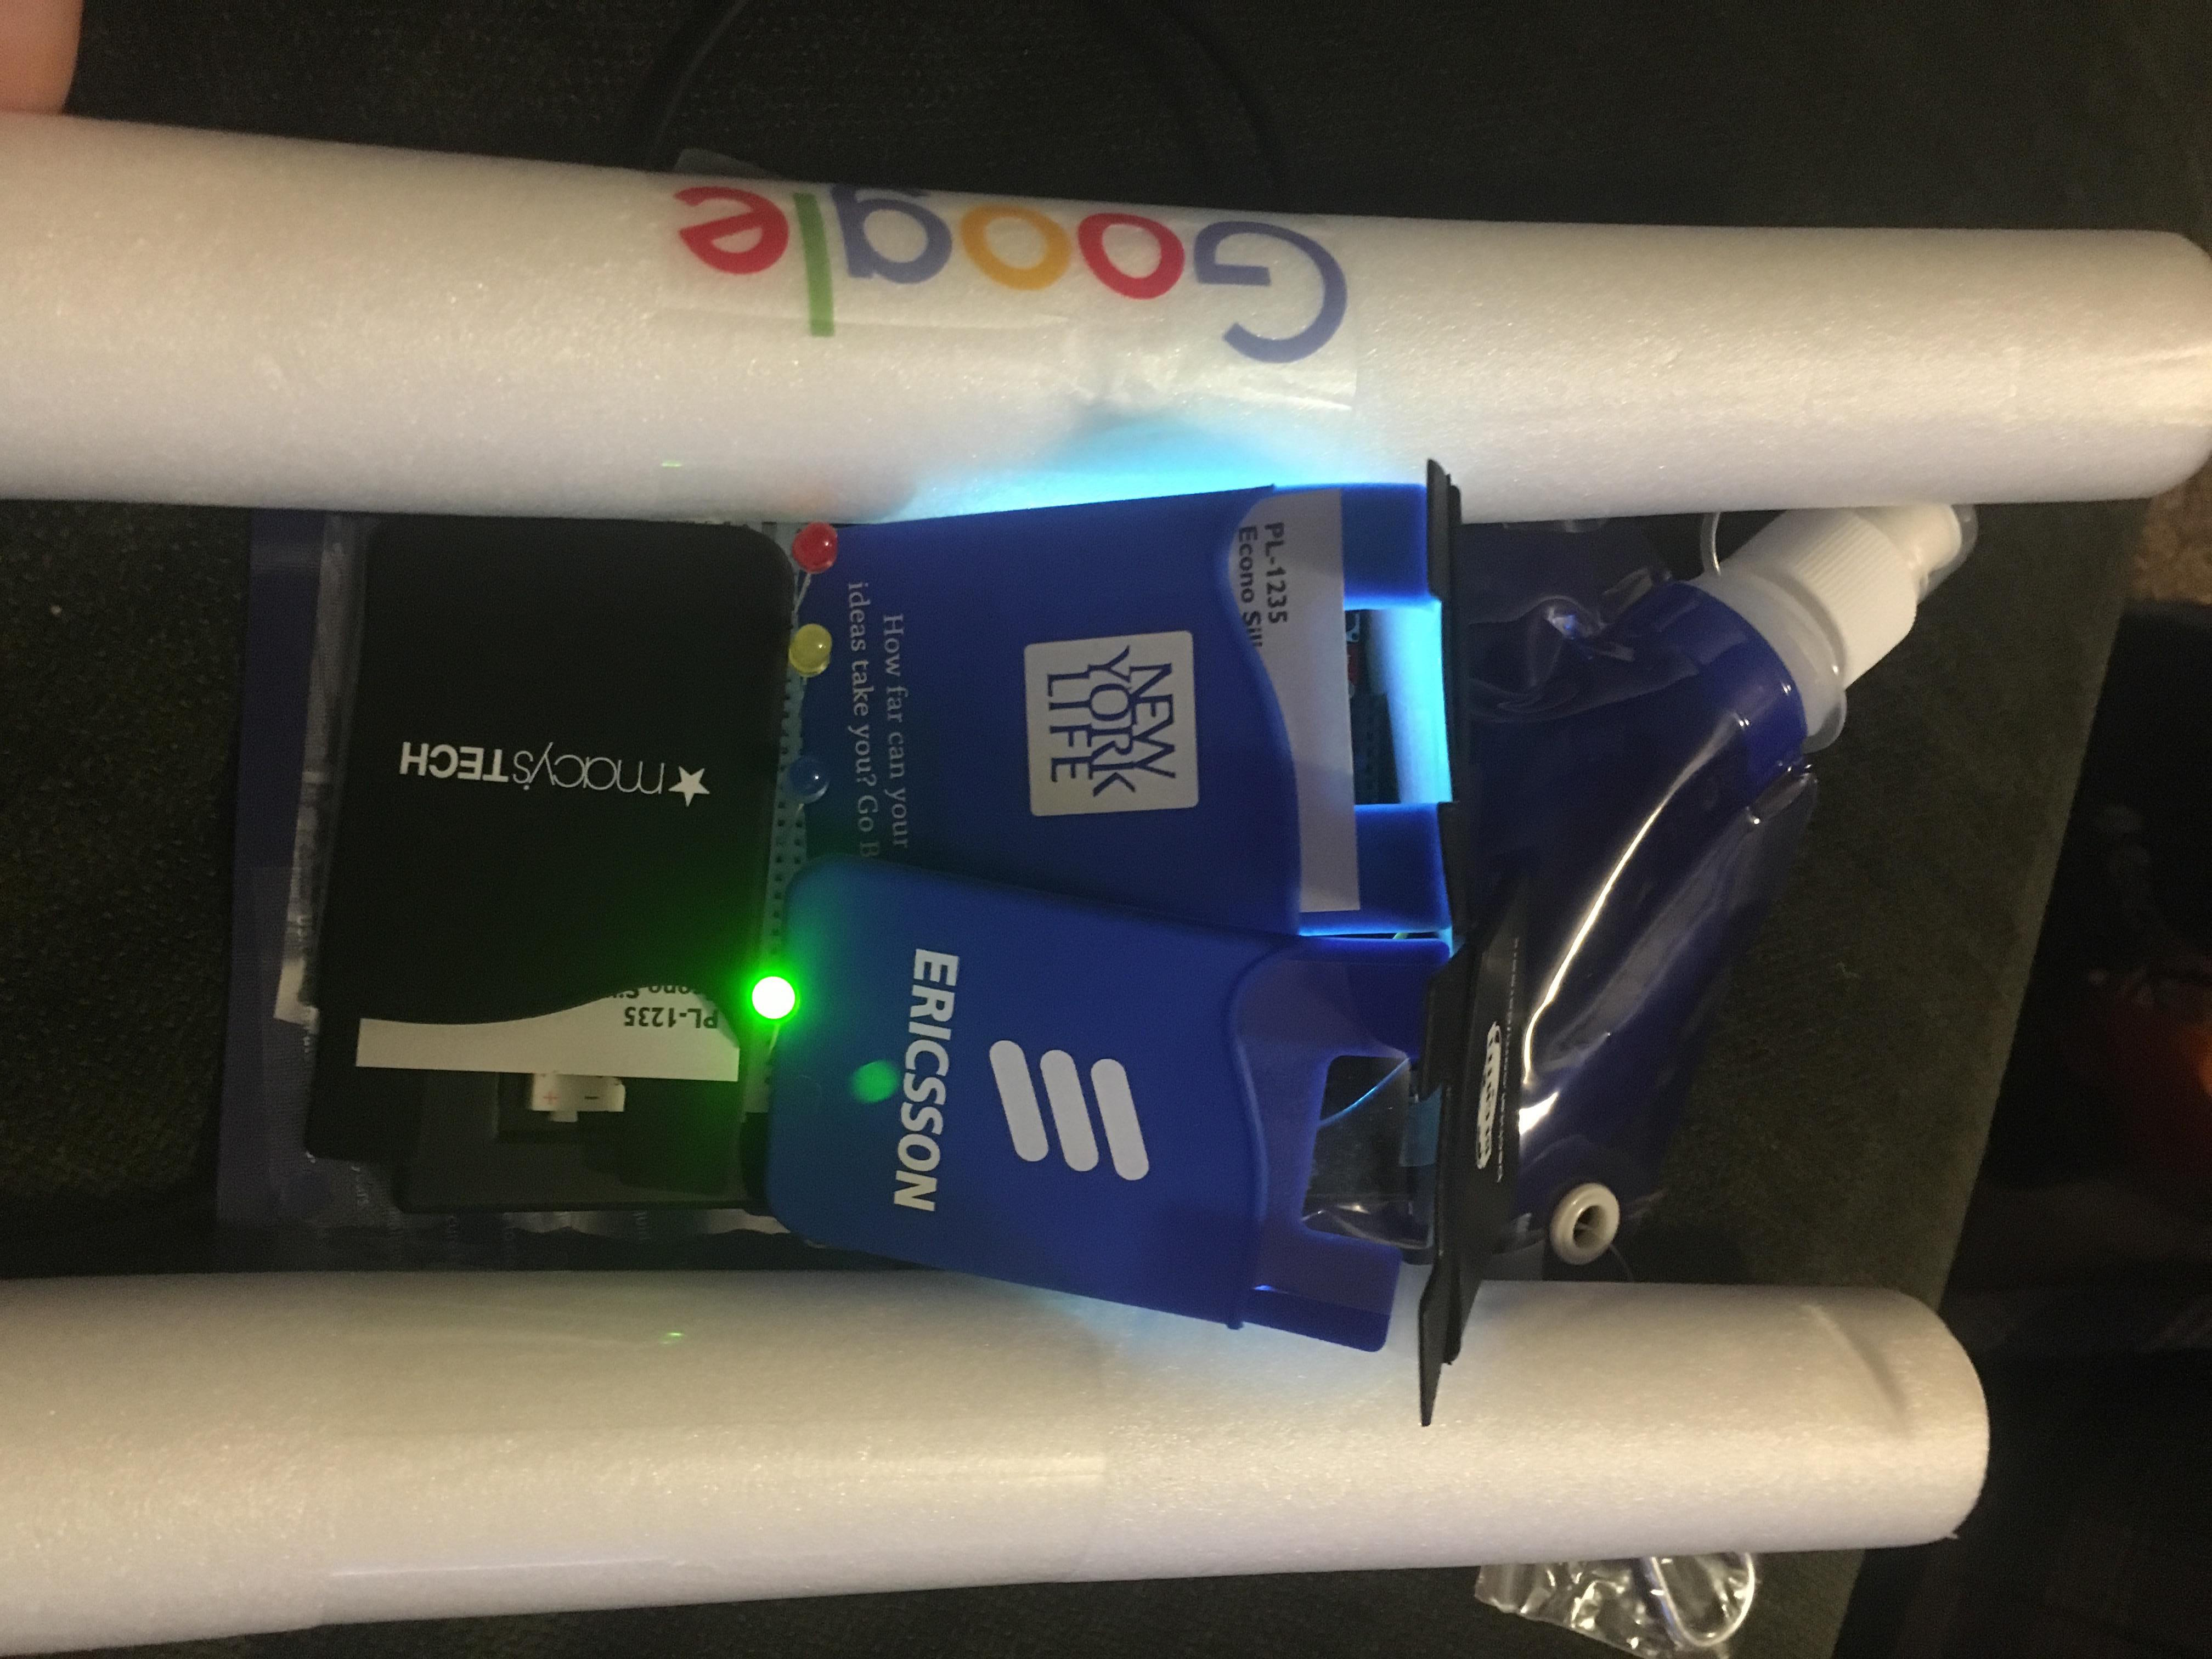 Google
PL-1235
Econo Sili
NEW
YORK
LIFE
How far can your
ideas take you? Go B
macy's TECH
PL-1235
ERICSSON
+ -